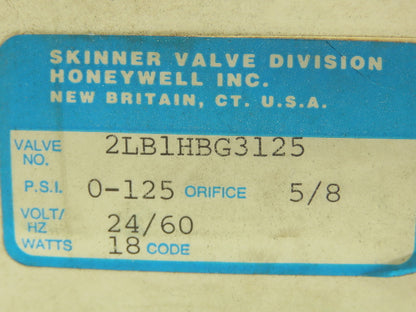 SKINNER VALVE DIVISION
HONEYWELL INC.
NEW BRITAIN, CT. U.S.A.
VALVE NO. 2LB1HBG3125
P.S.I. 0-125 ORIFICE 5/8
VOLT/HZ 24/60
WATTS 18 CODE